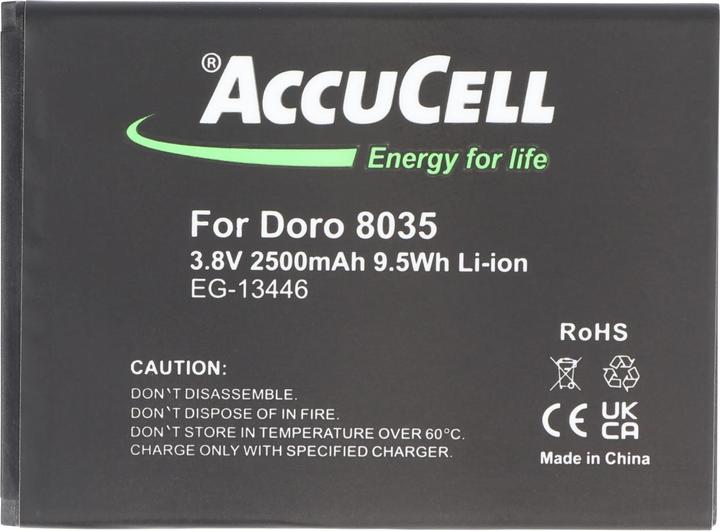 ®ACCUCELL
Energy for life
For Doro 8035
3.8V 2500mAh 9.5Wh Li-ion
EG-13446
RoHS
CAUTION:
DON`T DISASSEMBLE.
DON`T DISPOSE OF IN FIRE.
DON`T STORE IN TEMPERATURE OVER 60°C.
CHARGE ONLY WITH SPECIFIC CHARGER.
CE UK
CA
Made in China